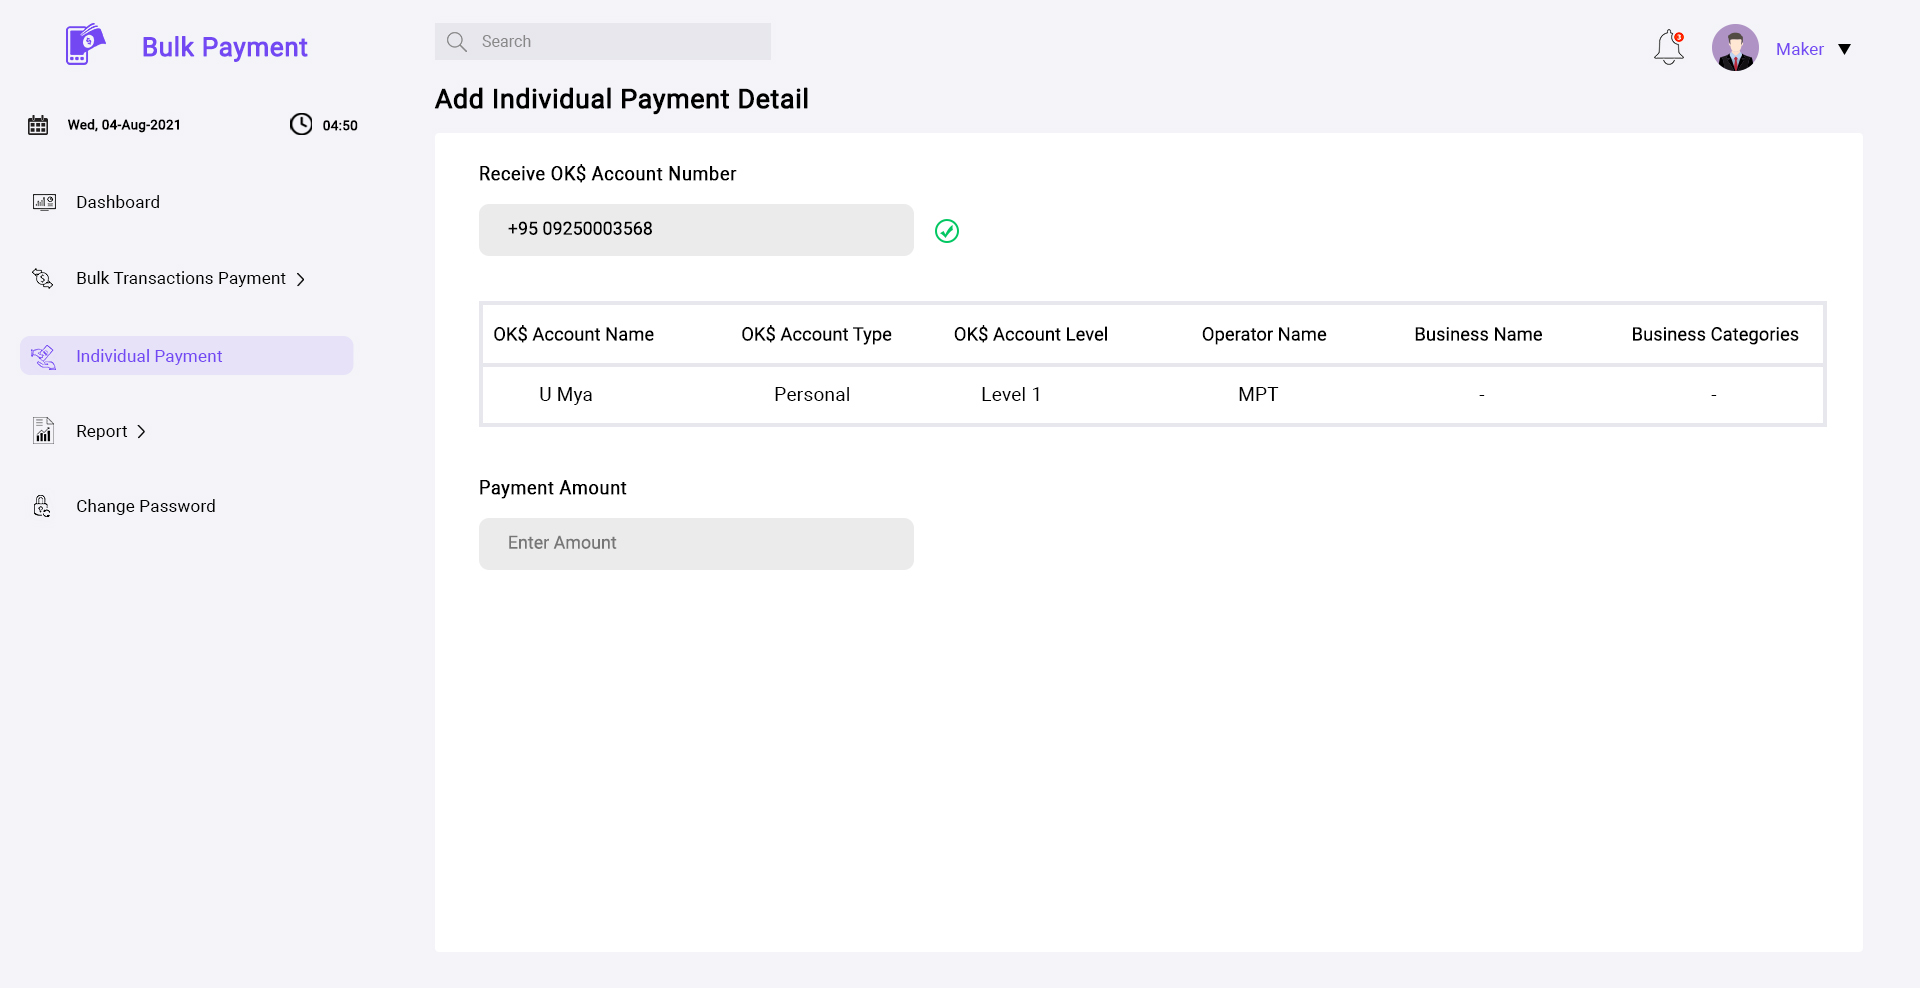 Bulk Payment
Search
3
Maker
Wed, 04-Aug-2021
04:50
Add Individual Payment Detail
Dashboard
Bulk Transactions Payment
Individual Payment
Report
Change Password
Receive OK$ Account Number
+95 09250003568
OK$ Account Name OK$ Account Type OK$ Account Level Operator Name Business Name Business Categories
U Mya Personal Level 1 MPT - -
Payment Amount
Enter Amount